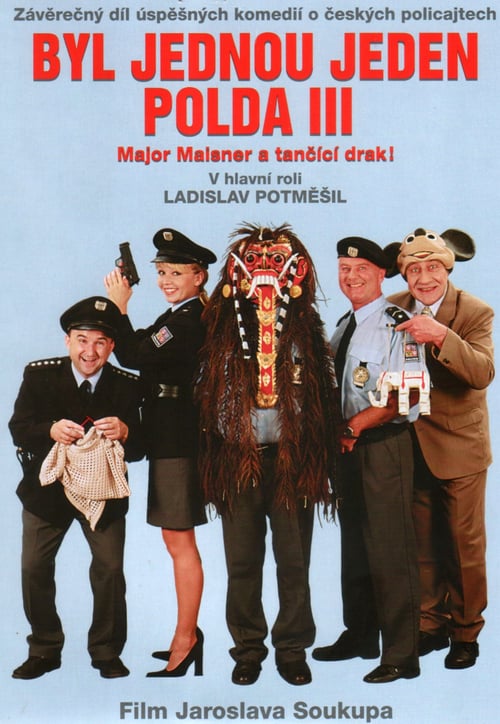 Závěrečný díl úspěšných komedií o českých policajtech
BYL JEDNOU JEDEN
POLDA III
Major Maisner a tančící drak!
V hlavní roli
LADISLAV POTMĚŠIL
Film Jaroslava Soukupa